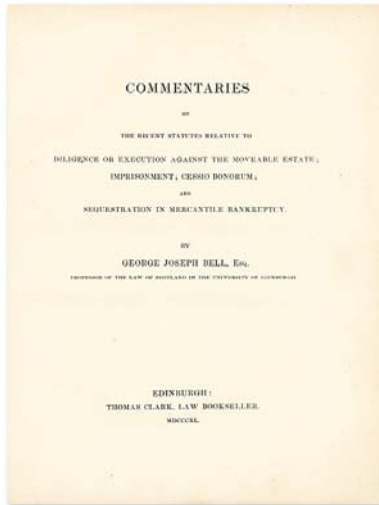 COMMENTARIES
ON
THE RECENT STATUTES RELATIVE TO
DILIGENCE OR EXECUTION AGAINST THE MOVEABLE ESTATE;
IMPRISONMENT; CESSIO BONORUM;
AND
SEQUESTRATION IN MERCANTILE BANKRUPTCY.
BY
GEORGE JOSEPH BELL, Esq.
PROFESSOR OF THE LAW OF SCOTLAND IN THE UNIVERSITY OF EDINBURGH.
EDINBURGH:
THOMAS CLARK, LAW BOOKSELLER.
MDCCCXL.